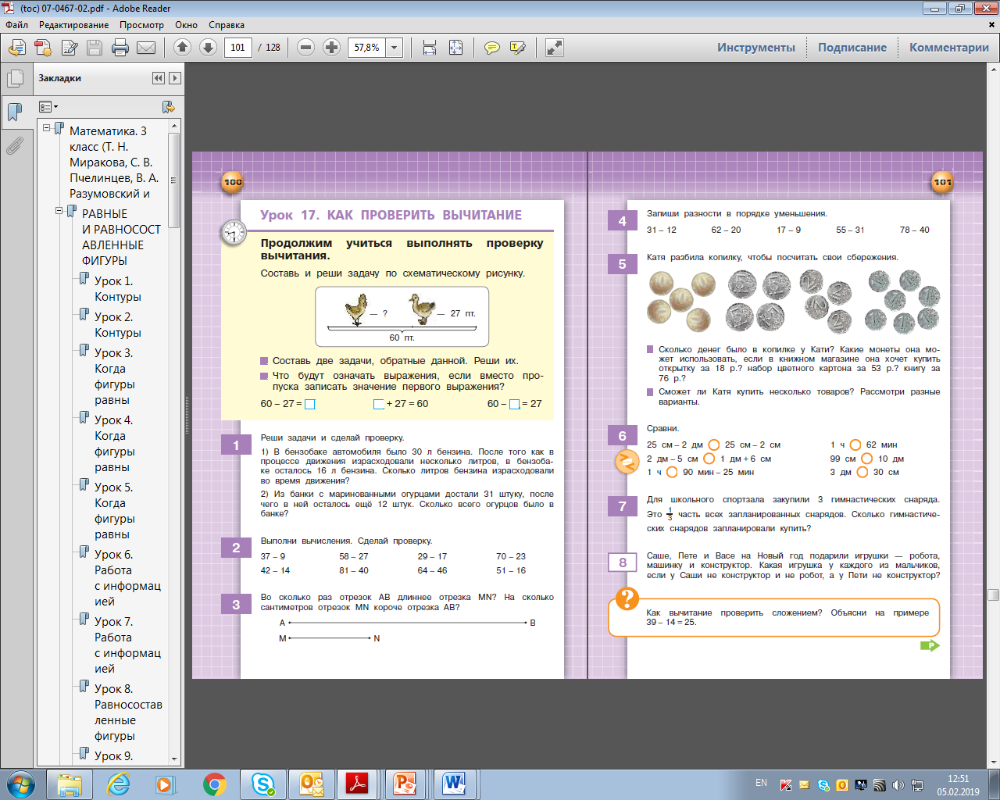 (toc) 07-0467-02.pdf - Adobe Reader
Файл Редактирование Просмотр Окно Справка
101 / 128 57,8% Инструменты Подписание Комментарии
Закладки
Математика. 3
класс (Т. Н.
Миракова, С. В.
Пчелинцев, В. А.
Разумовский и
РАВНЫЕ
И РАВНОСОСТ
АВЛЕННЫЕ
ФИГУРЫ
Урок 1.
Контуры
Урок 2.
Контуры
Урок 3.
Когда
фигуры
равны
Урок 4.
Когда
фигуры
равны
Урок 5.
Когда
фигуры
равны
Урок 6.
Работа
с информац
ией
Урок 7.
Работа
с информац
ией
Урок 8.
Равносостав
ленные
фигуры
Урок 9.
100
Урок 17. КАК ПРОВЕРИТЬ ВЫЧИТАНИЕ
Продолжим учиться выполнять проверку
вычитания.
Составь и реши задачу по схематическому рисунку.
— ? — 27 пт.
60 пт.
Составь две задачи, обратные данной. Реши их.
Что будут означать выражения, если вместо про-
пуска записать значение первого выражения?
60 – 27 = + 27 = 60 60 – = 27
1
Реши задачи и сделай проверку.
1) В бензобаке автомобиля было 30 л бензина. После того как в
процессе движения израсходовали несколько литров, в бензоба-
ке осталось 16 л бензина. Сколько литров бензина израсходовали
во время движения?
2) Из банки с маринованными огурцами достали 31 штуку, после
чего в ней осталось ещё 12 штук. Сколько всего огурцов было в
банке?
2
Выполни вычисления. Сделай проверку.
37 – 9 58 – 27 29 – 17 70 – 23
42 – 14 81 – 40 64 – 46 51 – 16
3
Во сколько раз отрезок АВ длиннее отрезка MN? На сколько
сантиметров отрезок MN короче отрезка АВ?
А В
М N
101
4
Запиши разности в порядке уменьшения.
31 – 12 62 – 20 17 – 9 55 – 31 78 – 40
5
Катя разбила копилку, чтобы посчитать свои сбережения.
Сколько денег было в копилке у Кати? Какие монеты она мо-
жет использовать, если в книжном магазине она хочет купить
открытку за 18 р.? набор цветного картона за 53 р.? книгу за
76 р.?
Сможет ли Катя купить несколько товаров? Рассмотри разные
варианты.
6
Сравни.
25 см – 2 дм 25 см – 2 см 1 ч 62 мин
2 дм – 5 см 1 дм + 6 см 99 см 10 дм
1 ч 90 мин – 25 мин 3 дм 30 см
7
Для школьного спортзала закупили 3 гимнастических снаряда.
Это 1/3 часть всех запланированных снарядов. Сколько гимнастиче-
ских снарядов запланировали купить?
8
Саше, Пете и Васе на Новый год подарили игрушки — робота,
машинку и конструктор. Какая игрушка у каждого из мальчиков,
если у Саши не конструктор и не робот, а у Пети не конструктор?
?
Как вычитание проверить сложением? Объясни на примере
39 – 14 = 25.
Р
EN 12:51
05.02.2019